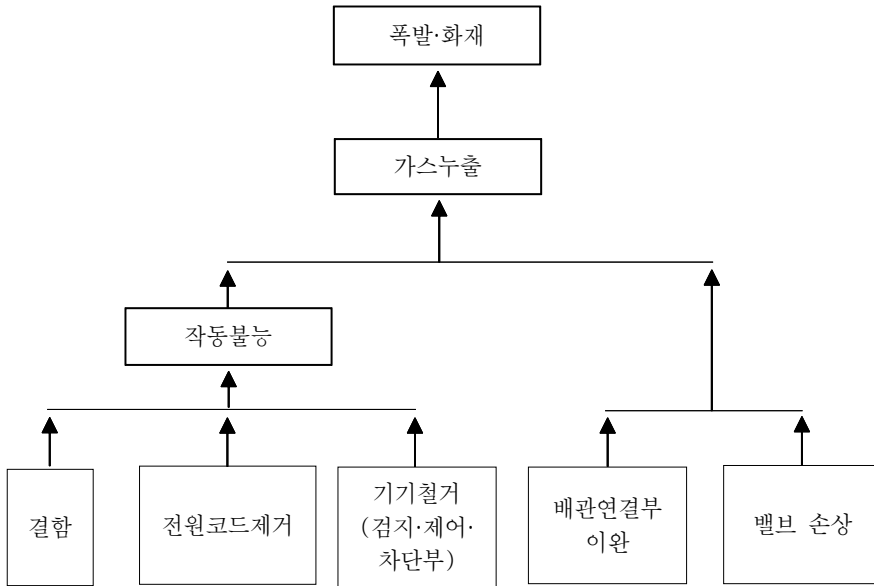 폭발·화재
가스누출
작동불능
결함
전원코드제거
기기철거
(검지·제어·
차단부)
배관연결부
이완
밸브 손상